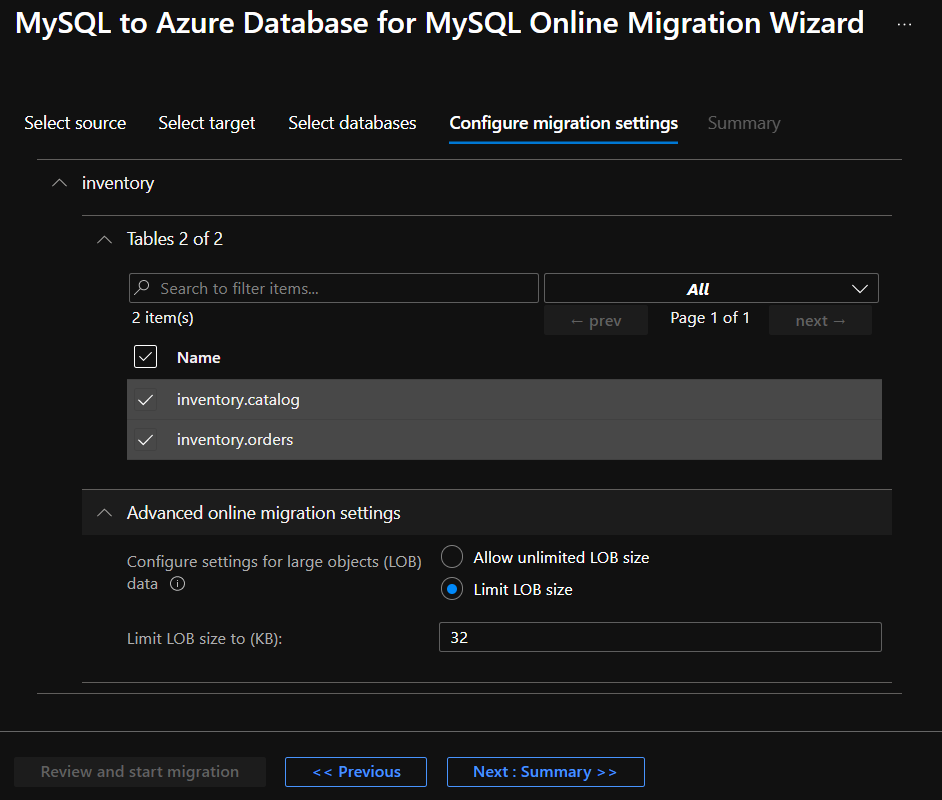 MySQL to Azure Database for MySQL Online Migration Wizard ...
Select source Select target Select databases Configure migration settings Summary
inventory
Tables 2 of 2
Search to filter items... All
2 item(s) ← prev Page 1 of 1 next →
Name
inventory.catalog
inventory.orders
Advanced online migration settings
Configure settings for large objects (LOB)
data
Allow unlimited LOB size
Limit LOB size
Limit LOB size to (KB): 32
Review and start migration << Previous Next : Summary >>